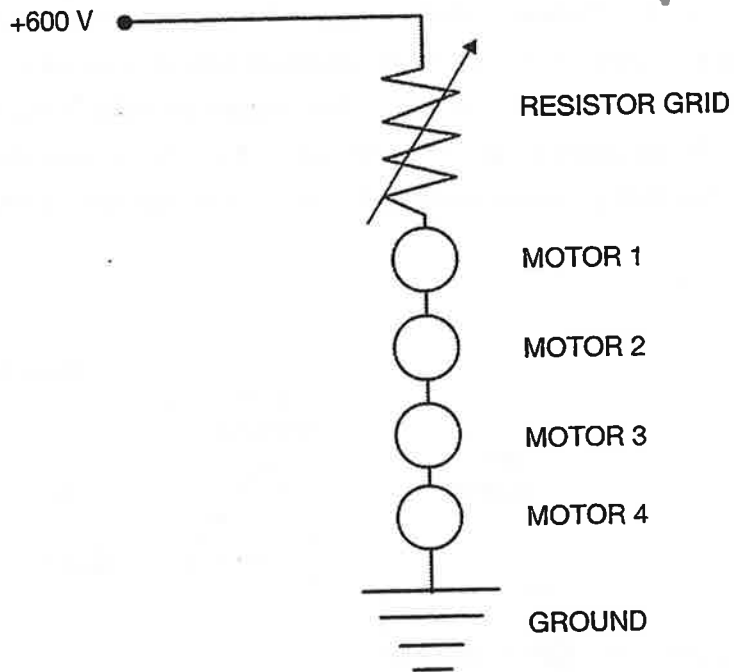 +600 V
RESISTOR GRID
MOTOR 1
MOTOR 2
MOTOR 3
MOTOR 4
GROUND